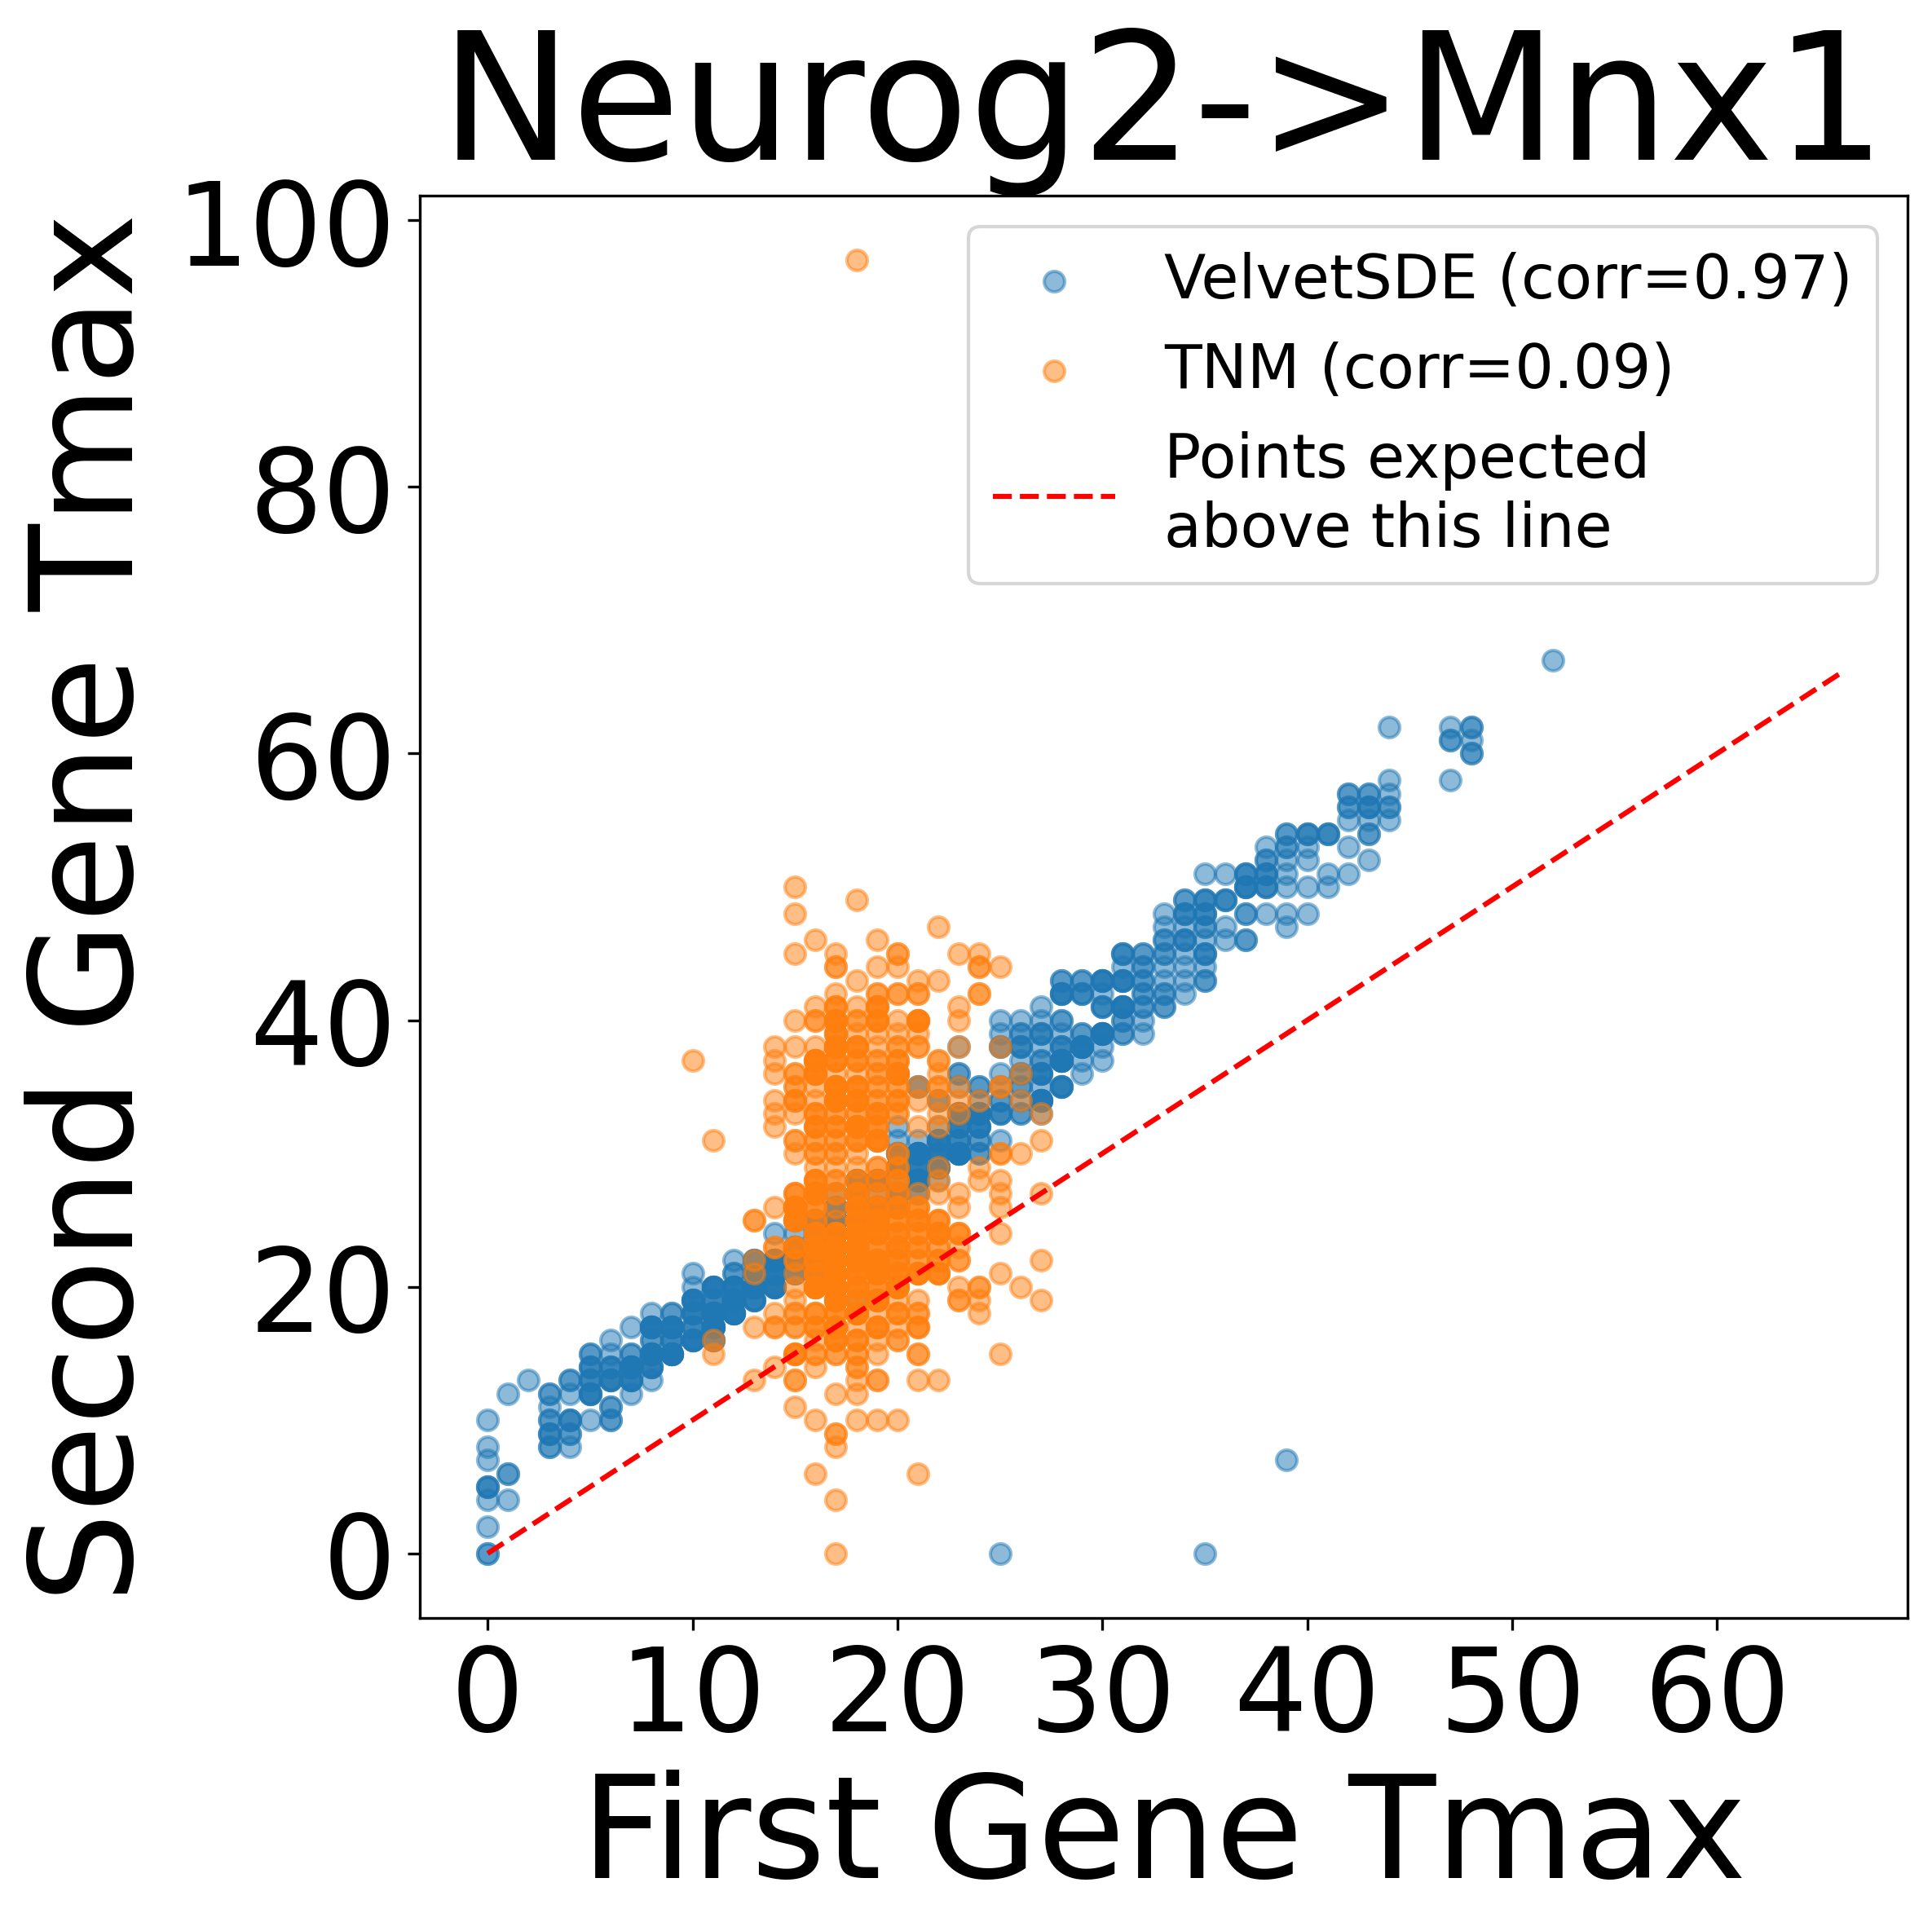 Neurog2->Mnx1
VelvetSDE (corr=0.97)
TNM (corr=0.09)
Points expected
above this line
Second Gene Tmax
100
80
60
40
20
0
0 10 20 30 40 50 60
First Gene Tmax